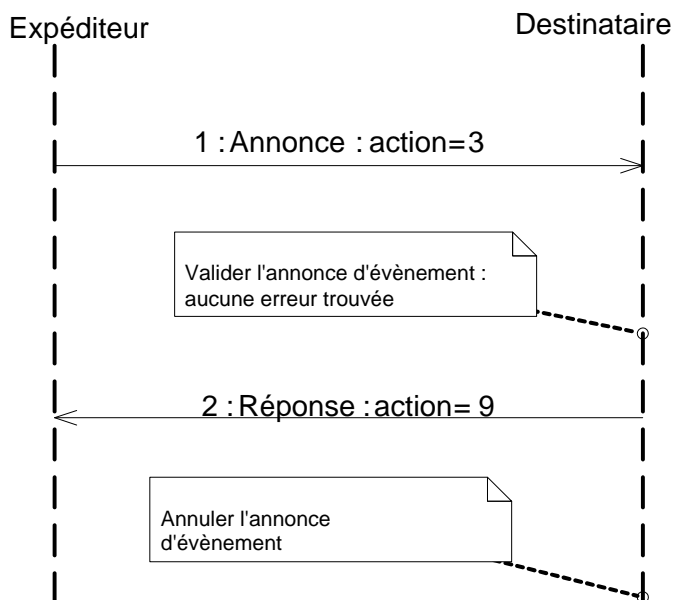 Expéditeur
Destinataire
1 : Annonce : action=3
Valider l'annonce d'évènement :
aucune erreur trouvée
2 : Réponse : action= 9
Annuler l'annonce
d'évènement